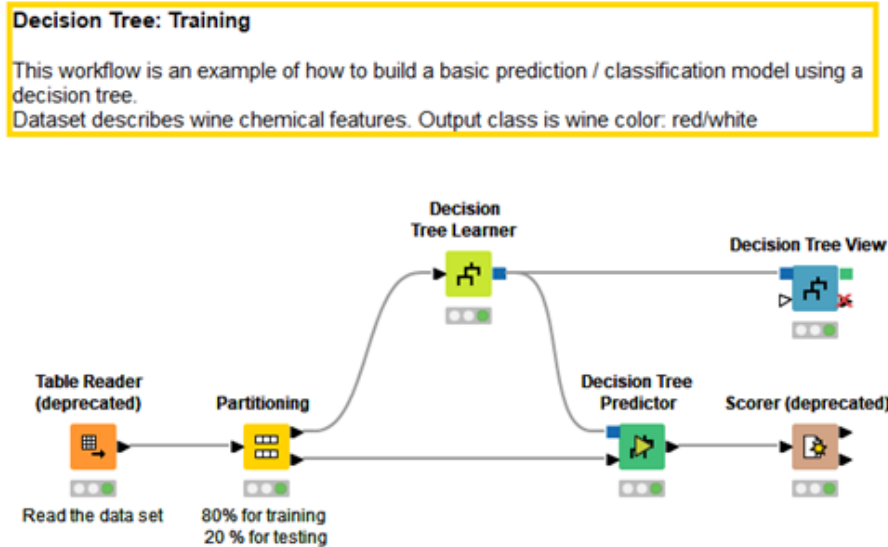 Decision Tree: Training
This workflow is an example of how to build a basic prediction / classification model using a
decision tree.
Dataset describes wine chemical features. Output class is wine color: red/white
Decision
Tree Learner
Decision Tree View
Table Reader
(deprecated)
Partitioning
Decision Tree
Predictor
Scorer (deprecated)
Read the data set
80% for training
20 % for testing